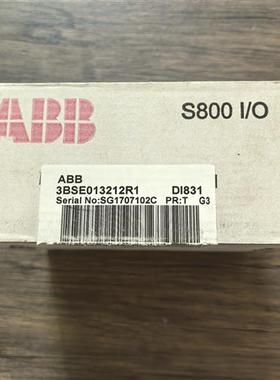 ABB
S800 I/O
ABB
3BSE013212R1 DI831
Serial No:SG1707102C PR:T G3